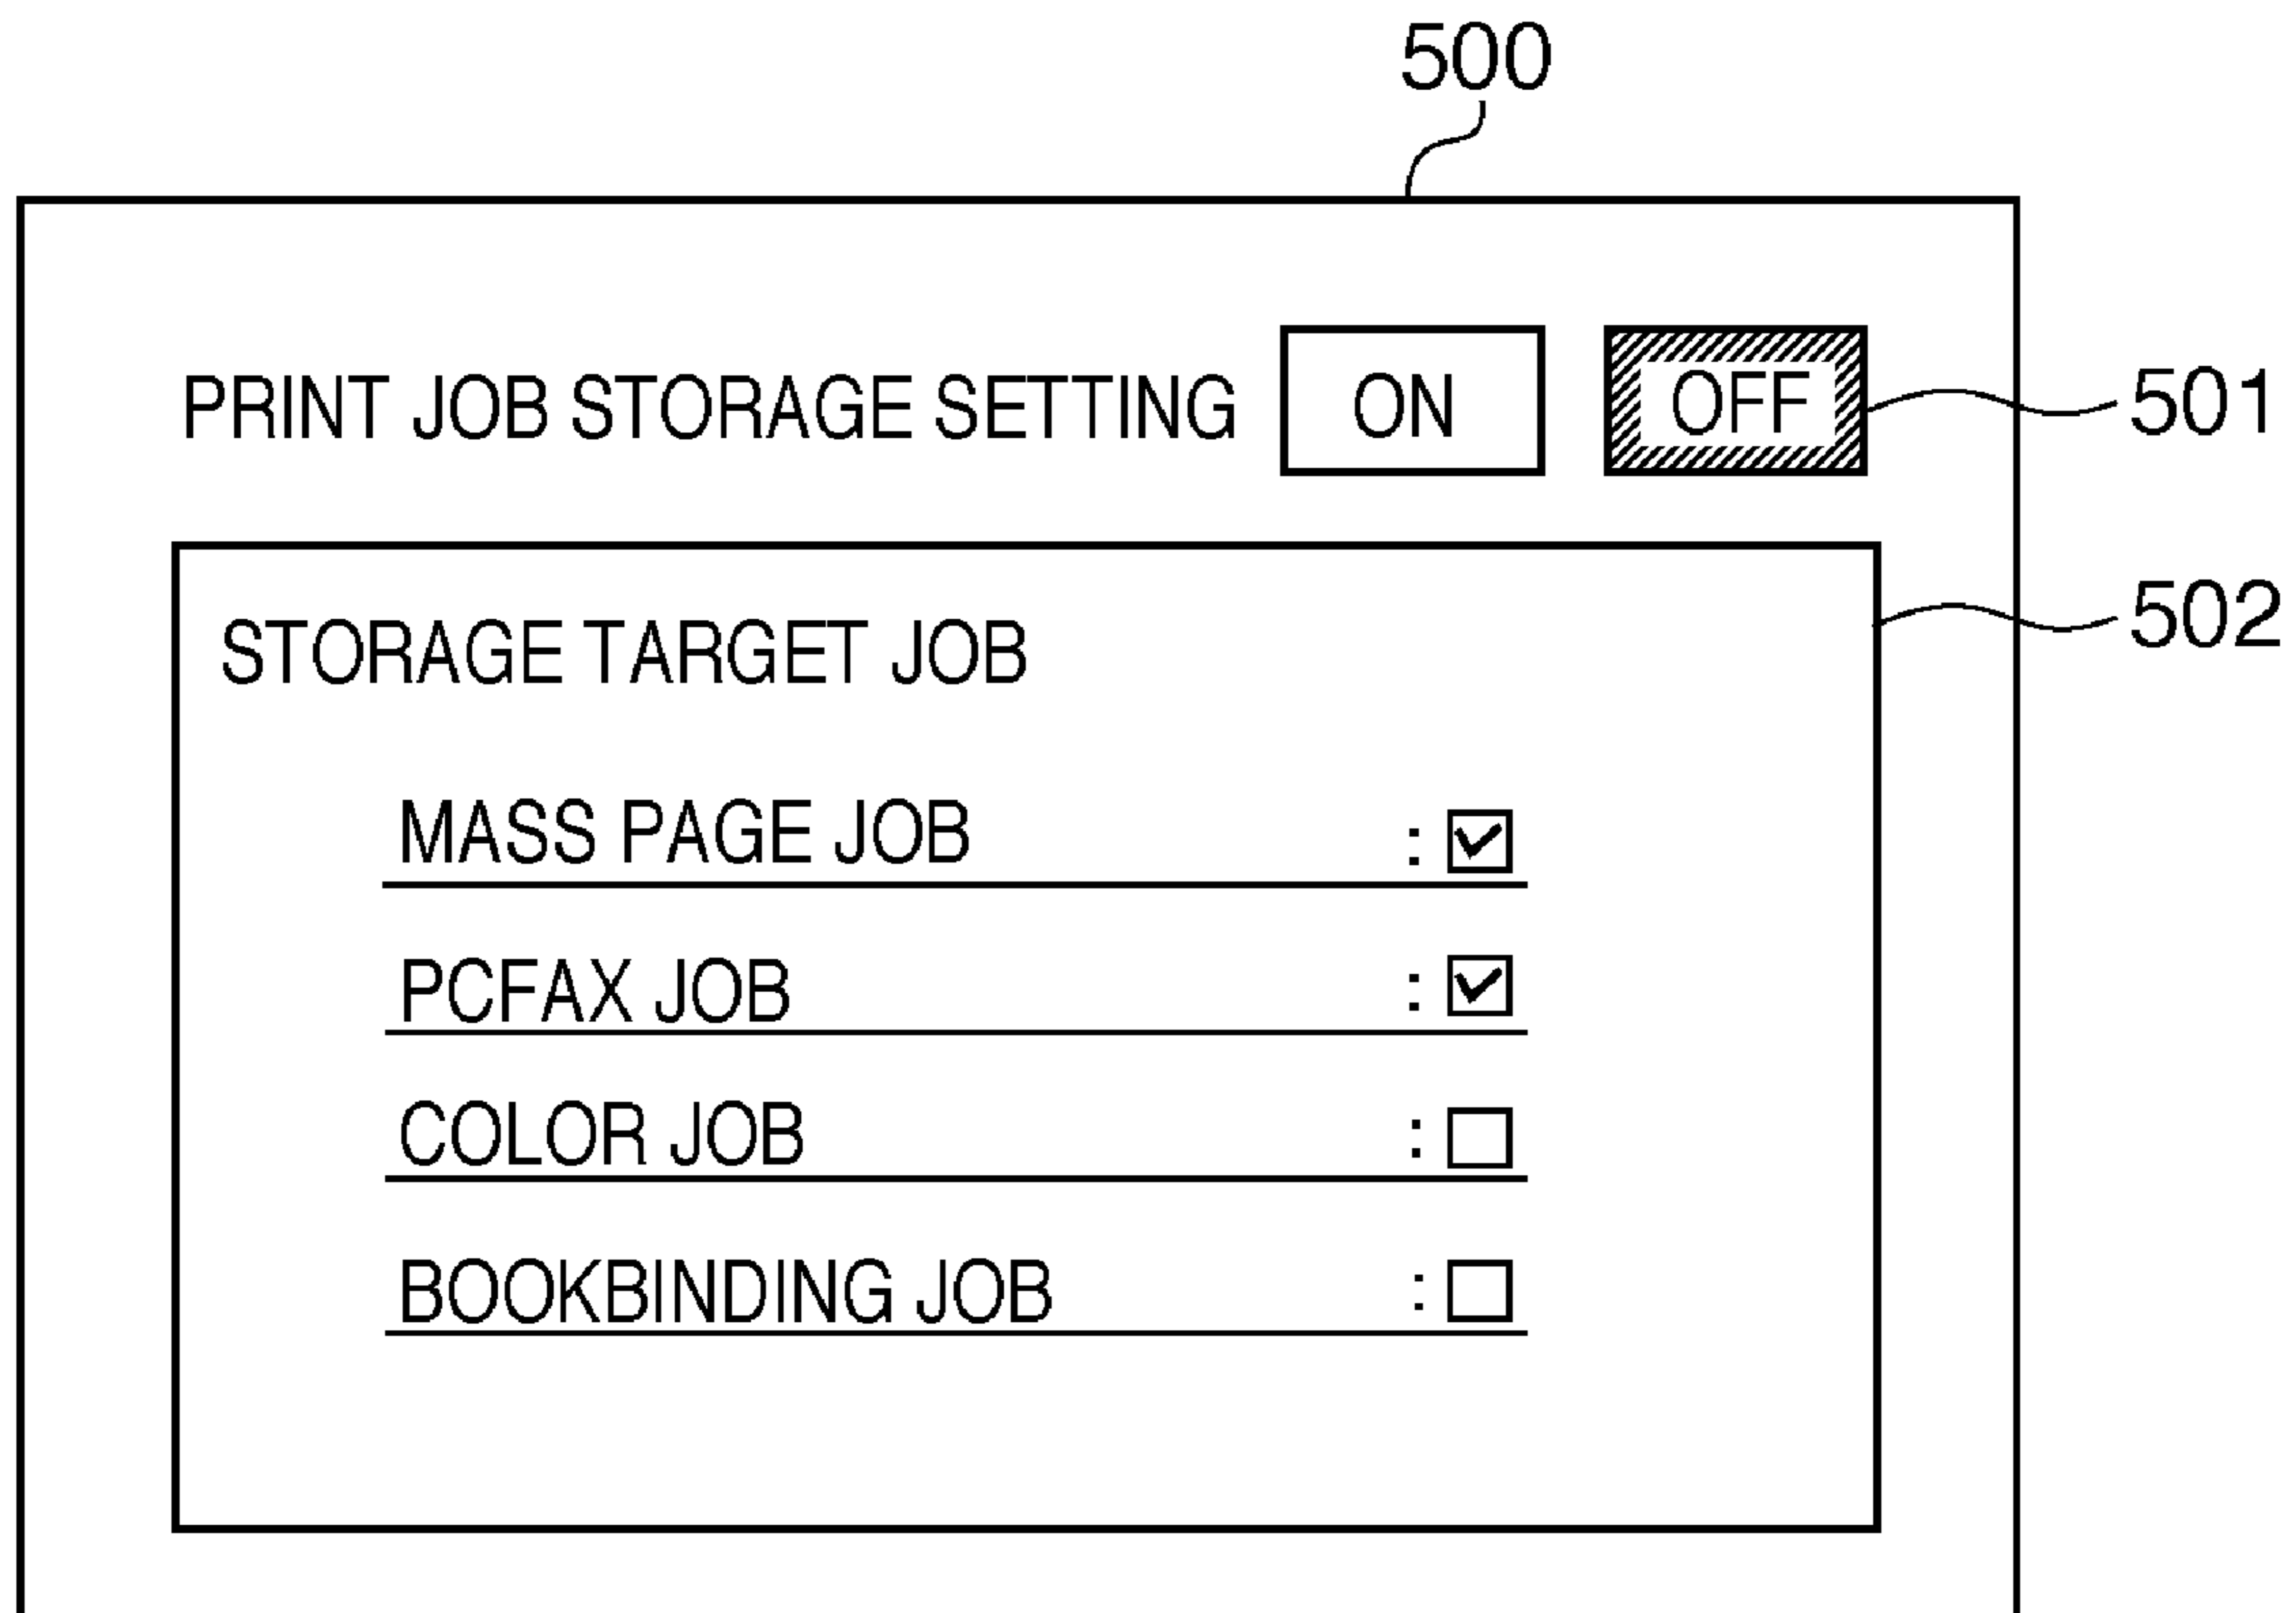 500
PRINT JOB STORAGE SETTING ON OFF 501
502
STORAGE TARGET JOB
MASS PAGE JOB :
PCFAX JOB :
COLOR JOB :
BOOKBINDING JOB :